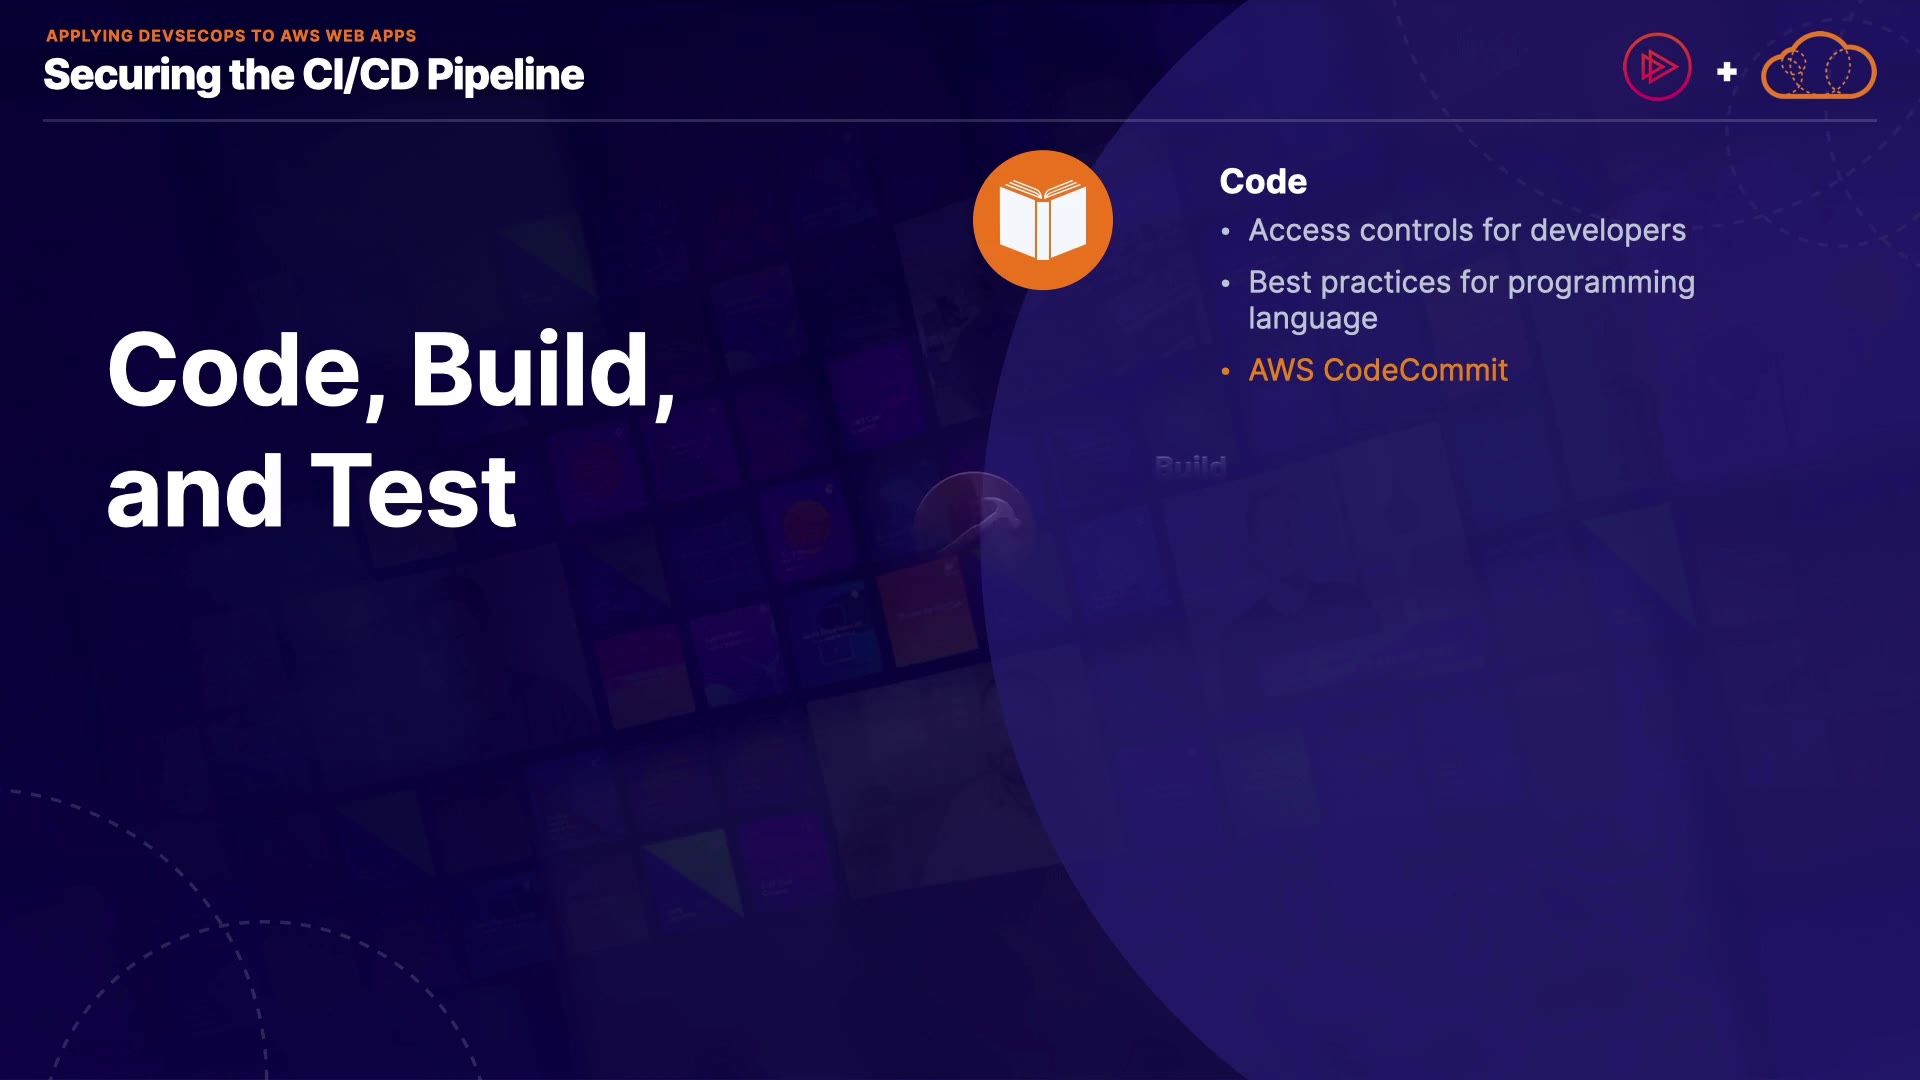 APPLYING DEVSECOPS TO AWS WEB APPS
Securing the CI/CD Pipeline
Code, Build,
and Test
Code
• Access controls for developers
• Best practices for programming
language
• AWS CodeCommit
Build